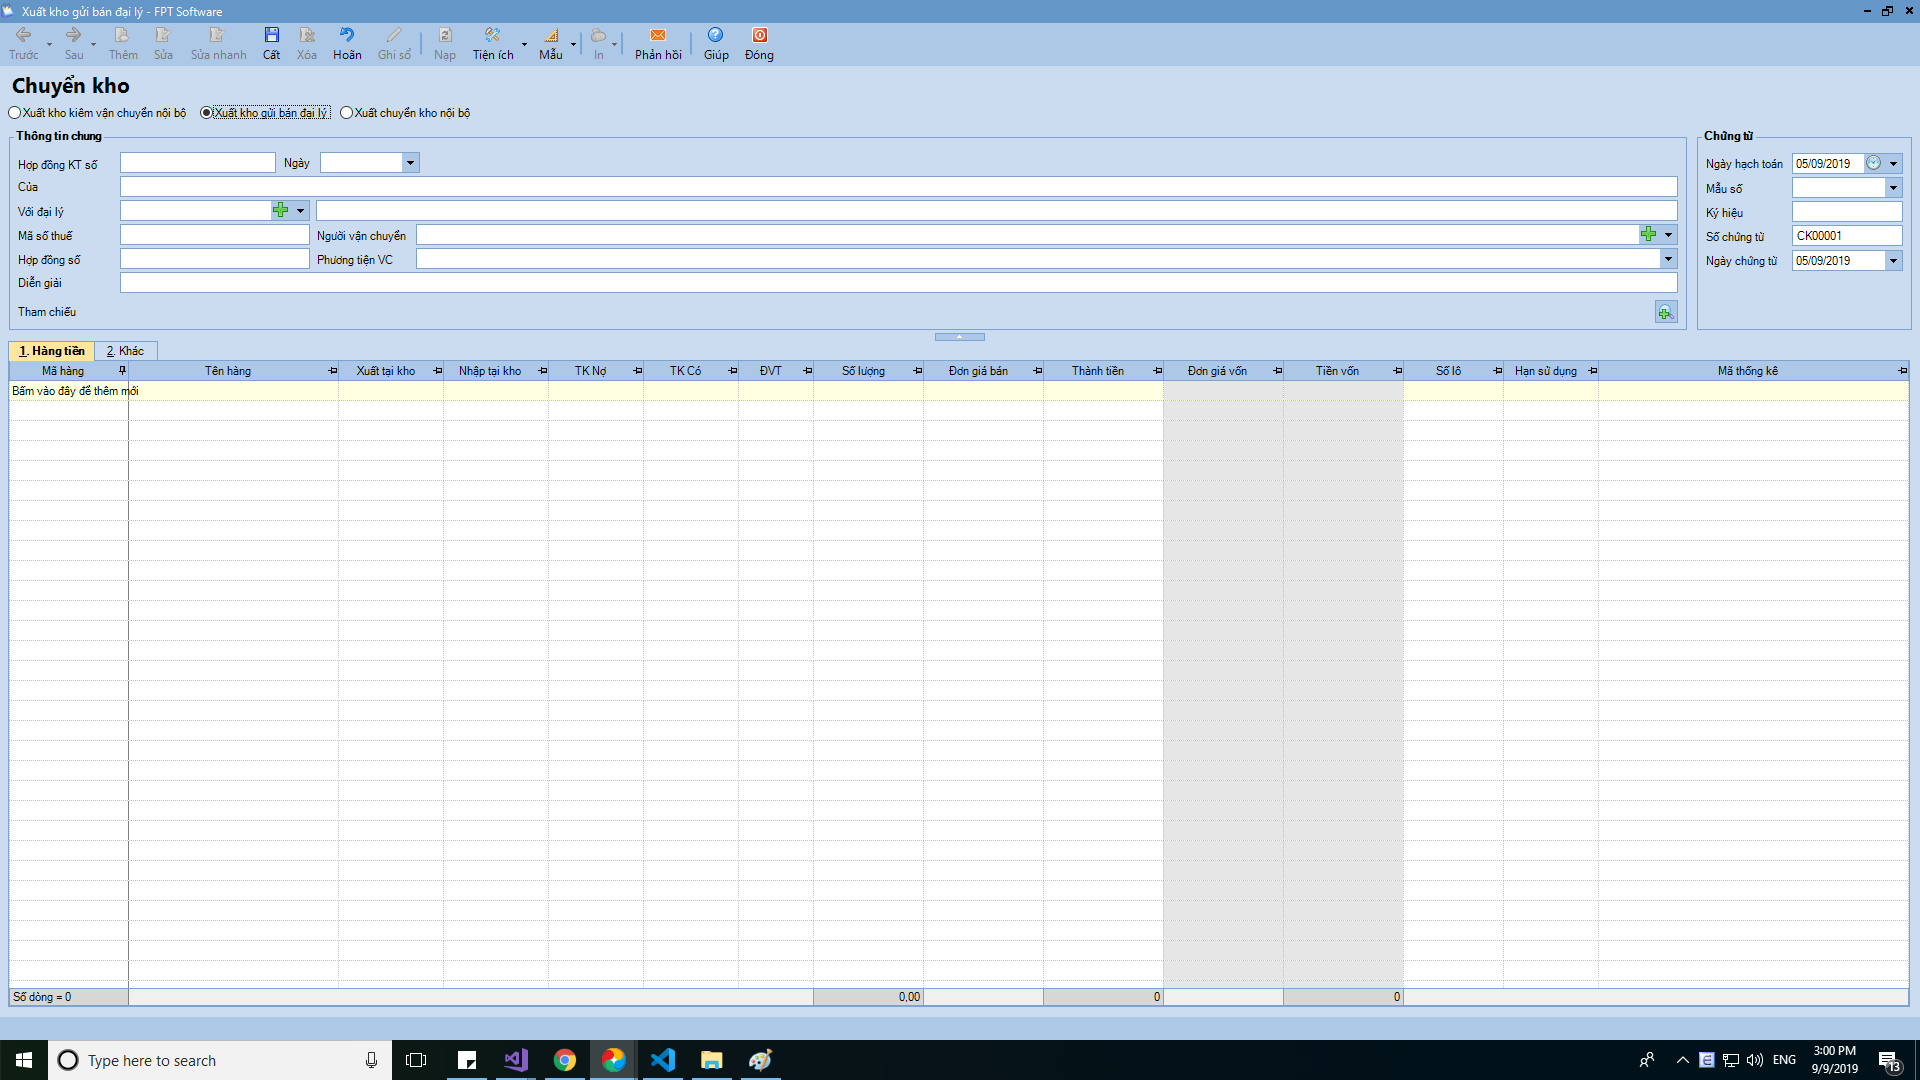 Xuất kho gửi bán đại lý - FPT Software
Trước Sau Thêm Sửa Sửa nhanh Cất Xóa Hoãn Ghi sổ Nạp Tiện ích Mẫu In Phản hồi Giúp Đóng
Chuyển kho
Xuất kho kiêm vận chuyển nội bộ Xuất kho gửi bán đại lý Xuất chuyển kho nội bộ
Thông tin chung
Hợp đồng KT số Ngày
Của
Với đại lý
Mã số thuế Người vận chuyển
Hợp đồng số Phương tiện VC
Diễn giải
Tham chiếu
Chứng từ
Ngày hạch toán 05/09/2019
Mẫu số
Ký hiệu
Số chứng từ CK00001
Ngày chứng từ 05/09/2019
1. Hàng tiền 2. Khác
Mã hàng Tên hàng Xuất tại kho Nhập tại kho TK Nợ TK Có ĐVT Số lượng Đơn giá bán Thành tiền Đơn giá vốn Tiền vốn Số lô Hạn sử dụng Mã thống kê
Bấm vào đây để thêm mới
Số dòng = 0 0,00 0 0
Type here to search
ENG
3:00 PM
9/9/2019
13